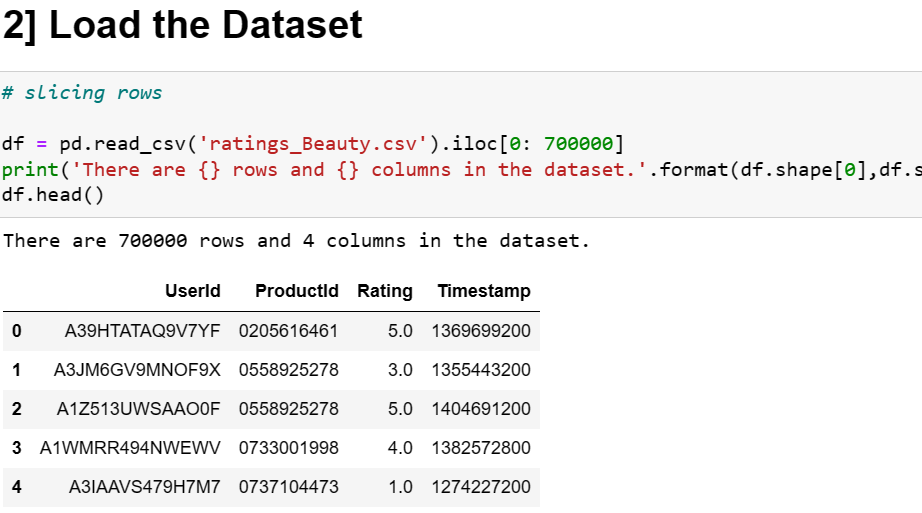 2] Load the Dataset
# slicing rows
df = pd.read_csv('ratings_Beauty.csv').iloc[0: 700000]
print('There are {} rows and {} columns in the dataset.'.format(df.shape[0],df.s
df.head()
There are 700000 rows and 4 columns in the dataset.
UserId ProductId Rating Timestamp
0 A39HTATAQ9V7YF 0205616461 5.0 1369699200
1 A3JM6GV9MNOF9X 0558925278 3.0 1355443200
2 A1Z513UWSAAO0F 0558925278 5.0 1404691200
3 A1WMRR494NWEWV 0733001998 4.0 1382572800
4 A3IAAVS479H7M7 0737104473 1.0 1274227200